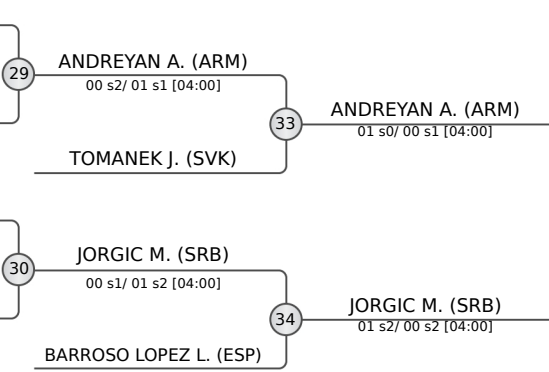 ANDREYAN A. (ARM)
29
00 s2/ 01 s1 [04:00]
ANDREYAN A. (ARM)
33
01 s0/ 00 s1 [04:00]
TOMANEK J. (SVK)
JORGIC M. (SRB)
30
00 s1/ 01 s2 [04:00]
JORGIC M. (SRB)
34
01 s2/ 00 s2 [04:00]
BARROSO LOPEZ L. (ESP)